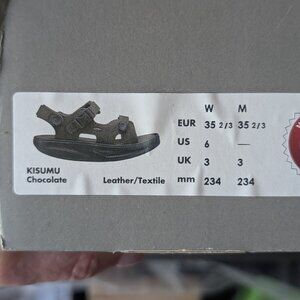 W M
EUR 35 2/3 35 2/3
US 6 —
UK 3 3
mm 234 234
KISUMU
Chocolate
Leather/Textile